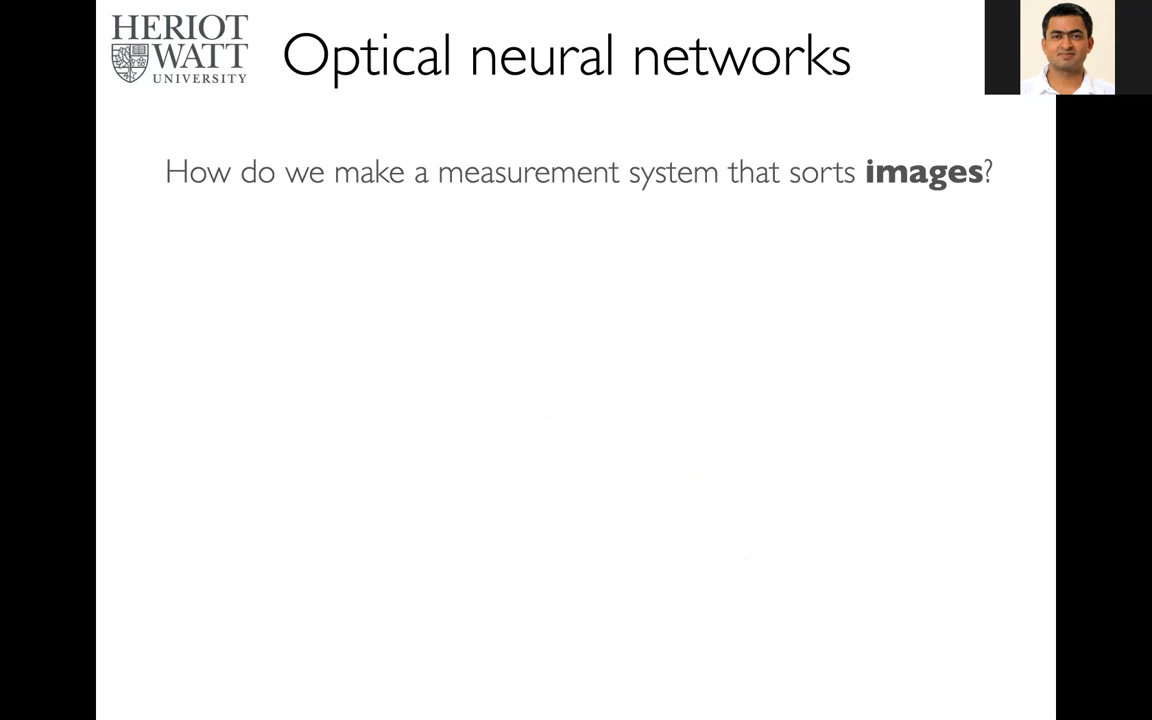 HERIOT
WATT
UNIVERSITY
Optical neural networks
How do we make a measurement system that sorts images?